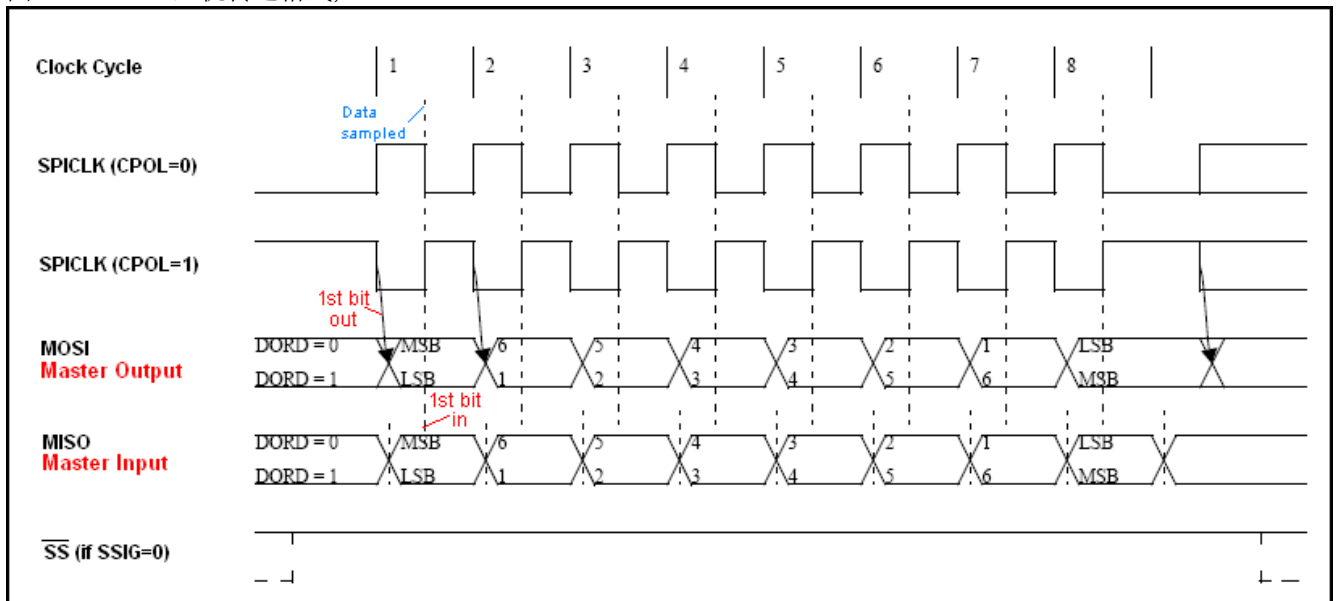 Clock Cycle 1 2 3 4 5 6 7 8
Data
sampled
SPICLK (CPOL=0)
SPICLK (CPOL=1)
1st bit
out
MOSI
Master Output
DORD = 0 MSB 6 5 4 3 2 1 LSB
DORD = 1 LSB 1 2 3 4 5 6 MSB
1st bit
in
MISO
Master Input
DORD = 0 MSB 6 5 4 3 2 1 LSB
DORD = 1 LSB 1 2 3 4 5 6 MSB
SS (if SSIG=0)